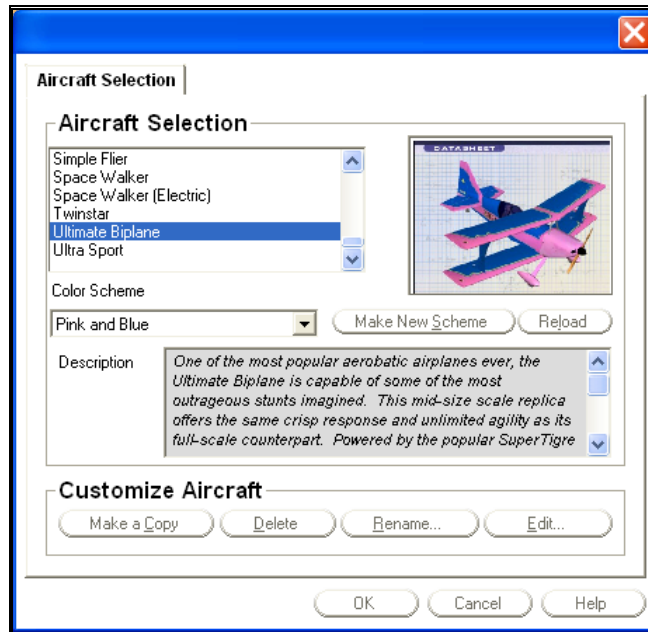 Aircraft Selection
Aircraft Selection
Simple Flier
Space Walker
Space Walker (Electric)
Twinstar
Ultimate Biplane
Ultra Sport
DATASHEET
Color Scheme
Pink and Blue
Make New Scheme
Reload
Description
One of the most popular aerobatic airplanes ever, the
Ultimate Biplane is capable of some of the most
outrageous stunts imagined. This mid-size scale replica
offers the same crisp response and unlimited agility as its
full-scale counterpart. Powered by the popular SuperTigre
Customize Aircraft
Make a Copy
Delete
Rename...
Edit...
OK
Cancel
Help